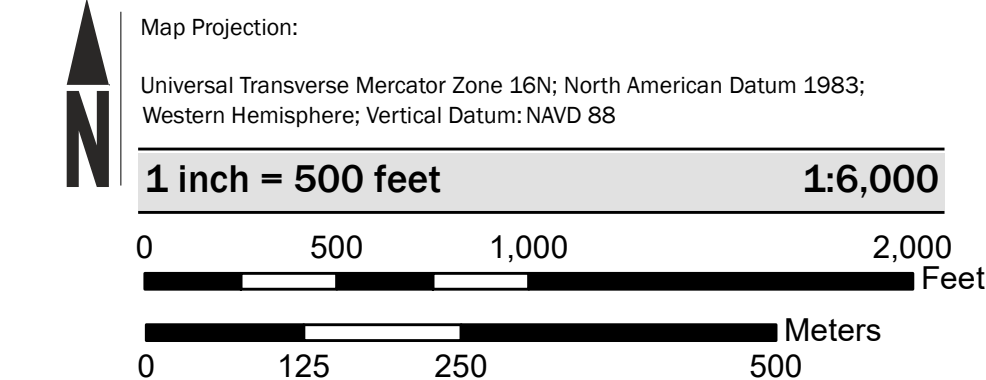 N
Map Projection:
Universal Transverse Mercator Zone 16N; North American Datum 1983;
Western Hemisphere; Vertical Datum: NAVD 88
1 inch = 500 feet 1:6,000
0 500 1,000 2,000
Feet
Meters
0 125 250 500